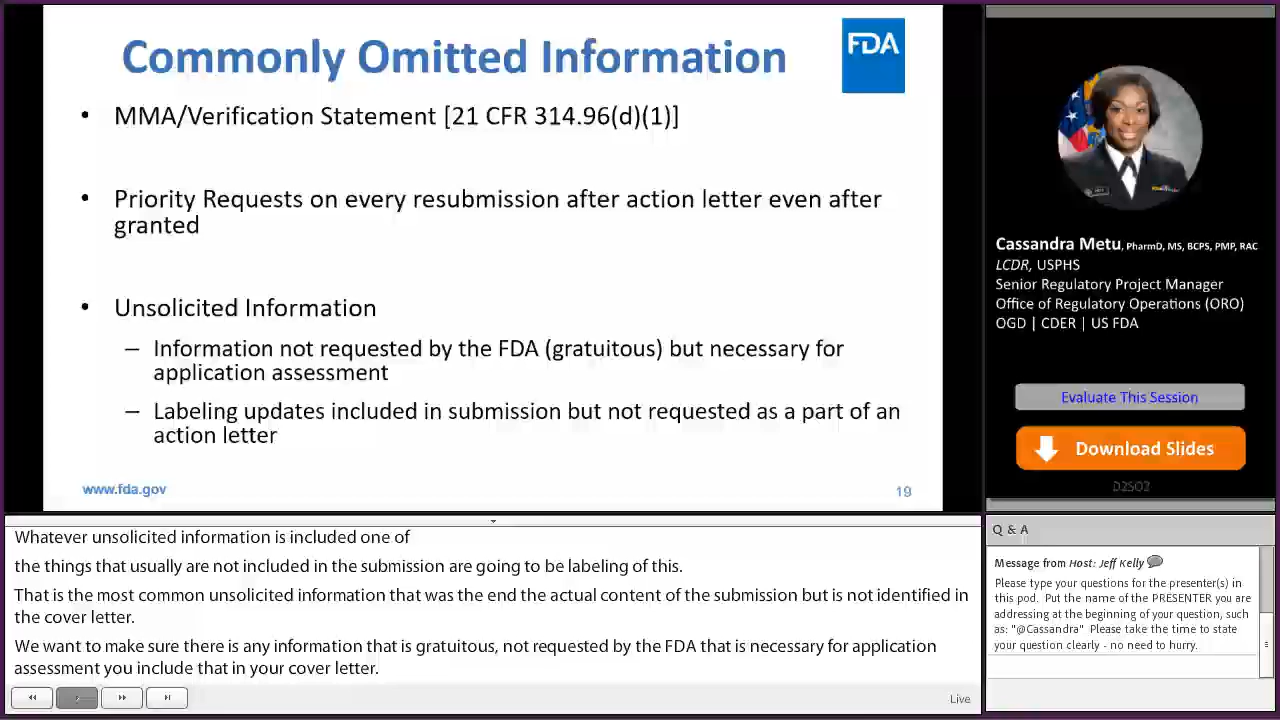 Commonly Omitted Information
FDA
• MMA/Verification Statement [21 CFR 314.96(d)(1)]
• Priority Requests on every resubmission after action letter even after
granted
• Unsolicited Information
– Information not requested by the FDA (gratuitous) but necessary for
application assessment
– Labeling updates included in submission but not requested as a part of an
action letter
www.fda.gov
19
Cassandra Metu, PharmD, MS, BCPS, PMP, RAC
LCDR, USPHS
Senior Regulatory Project Manager
Office of Regulatory Operations (ORO)
OGD | CDER | US FDA
Evaluate This Session
Download Slides
D2S02
Whatever unsolicited information is included one of
the things that usually are not included in the submission are going to be labeling of this.
That is the most common unsolicited information that was the end the actual content of the submission but is not identified in
the cover letter.
We want to make sure there is any information that is gratuitous, not requested by the FDA that is necessary for application
assessment you include that in your cover letter.
Live
Q & A
Message from Host: Jeff Kelly
Please type your questions for the presenter(s) in
this pod. Put the name of the PRESENTER you are
addressing at the beginning of your question, such
as: "@Cassandra" Please take the time to state
your question clearly - no need to hurry.